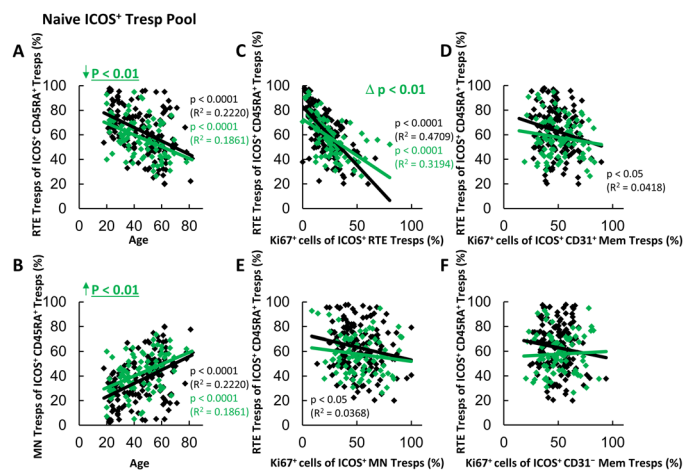 Naive ICOS⁺ Tresp Pool
A
↓ P < 0.01
RTE Tresps of ICOS⁺ CD45RA⁺ Tresps (%)
100
80
60
40
20
0
p < 0.0001
(R² = 0.2220)
p < 0.0001
(R² = 0.1861)
0 20 40 60 80 100
Age
C
Δ p < 0.01
RTE Tresps of ICOS⁺ CD45RA⁺ Tresps (%)
100
80
60
40
20
0
p < 0.0001
(R² = 0.4709)
p < 0.0001
(R² = 0.3194)
0 50 100
Ki67⁺ cells of ICOS⁺ RTE Tresps (%)
D
RTE Tresps of ICOS⁺ CD45RA⁺ Tresps (%)
100
80
60
40
20
0
p < 0.05
(R² = 0.0418)
0 50 100
Ki67⁺ cells of ICOS⁺ CD31⁺ Mem Tresps (%)
B
↑ P < 0.01
MN Tresps of ICOS⁺ CD45RA⁺ Tresps (%)
100
80
60
40
20
0
p < 0.0001
(R² = 0.2220)
p < 0.0001
(R² = 0.1861)
0 20 40 60 80 100
Age
E
RTE Tresps of ICOS⁺ CD45RA⁺ Tresps (%)
100
80
60
40
20
0
p < 0.05
(R² = 0.0368)
0 50 100
Ki67⁺ cells of ICOS⁺ MN Tresps (%)
F
RTE Tresps of ICOS⁺ CD45RA⁺ Tresps (%)
100
80
60
40
20
0
0 50 100
Ki67⁺ cells of ICOS⁺ CD31⁻ Mem Tresps (%)